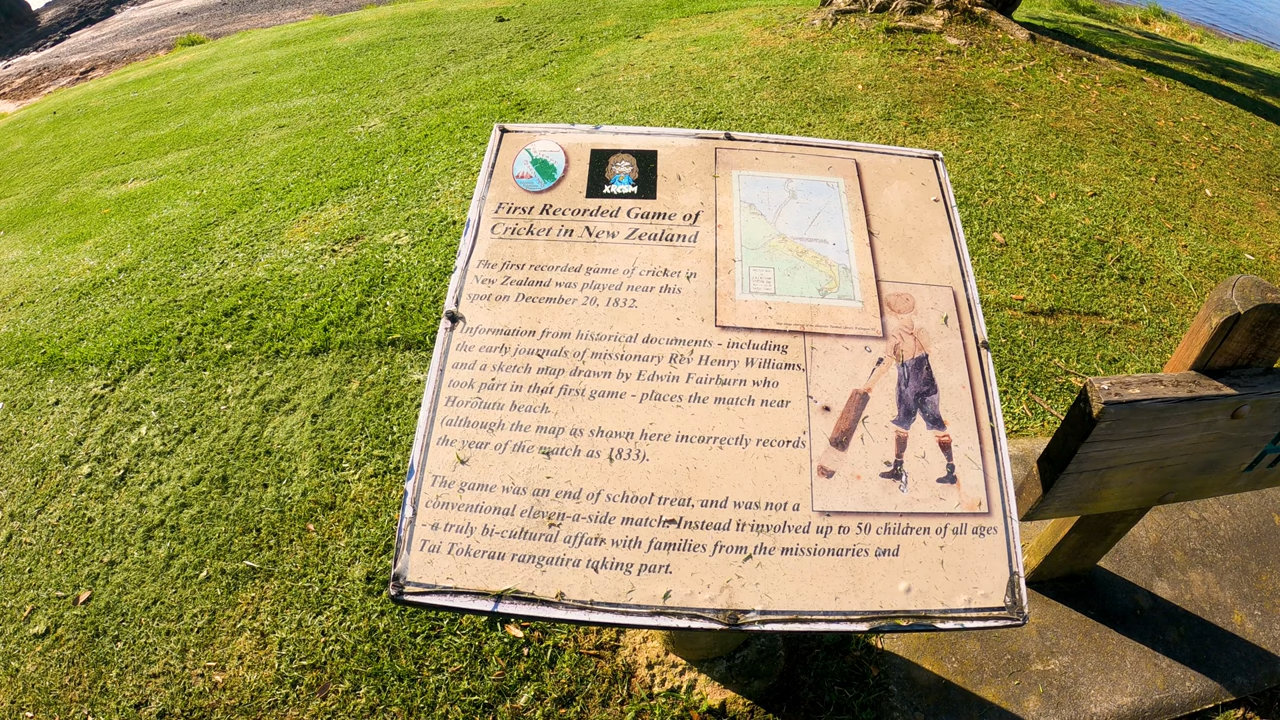 XRCSM
First Recorded Game of
Cricket in New Zealand
The first recorded game of cricket in
New Zealand was played near this
spot on December 20, 1832.
Information from historical documents - including
the early journals of missionary Rev Henry Williams,
and a sketch map drawn by Edwin Fairburn who
took part in that first game - places the match near
Horotutu beach.
(although the map as shown here incorrectly records
the year of the match as 1833).
The game was an end of school treat, and was not a
conventional eleven-a-side match. Instead it involved up to 50 children of all ages
- a truly bi-cultural affair with families from the missionaries and
Tai Tokerau rangatira taking part.